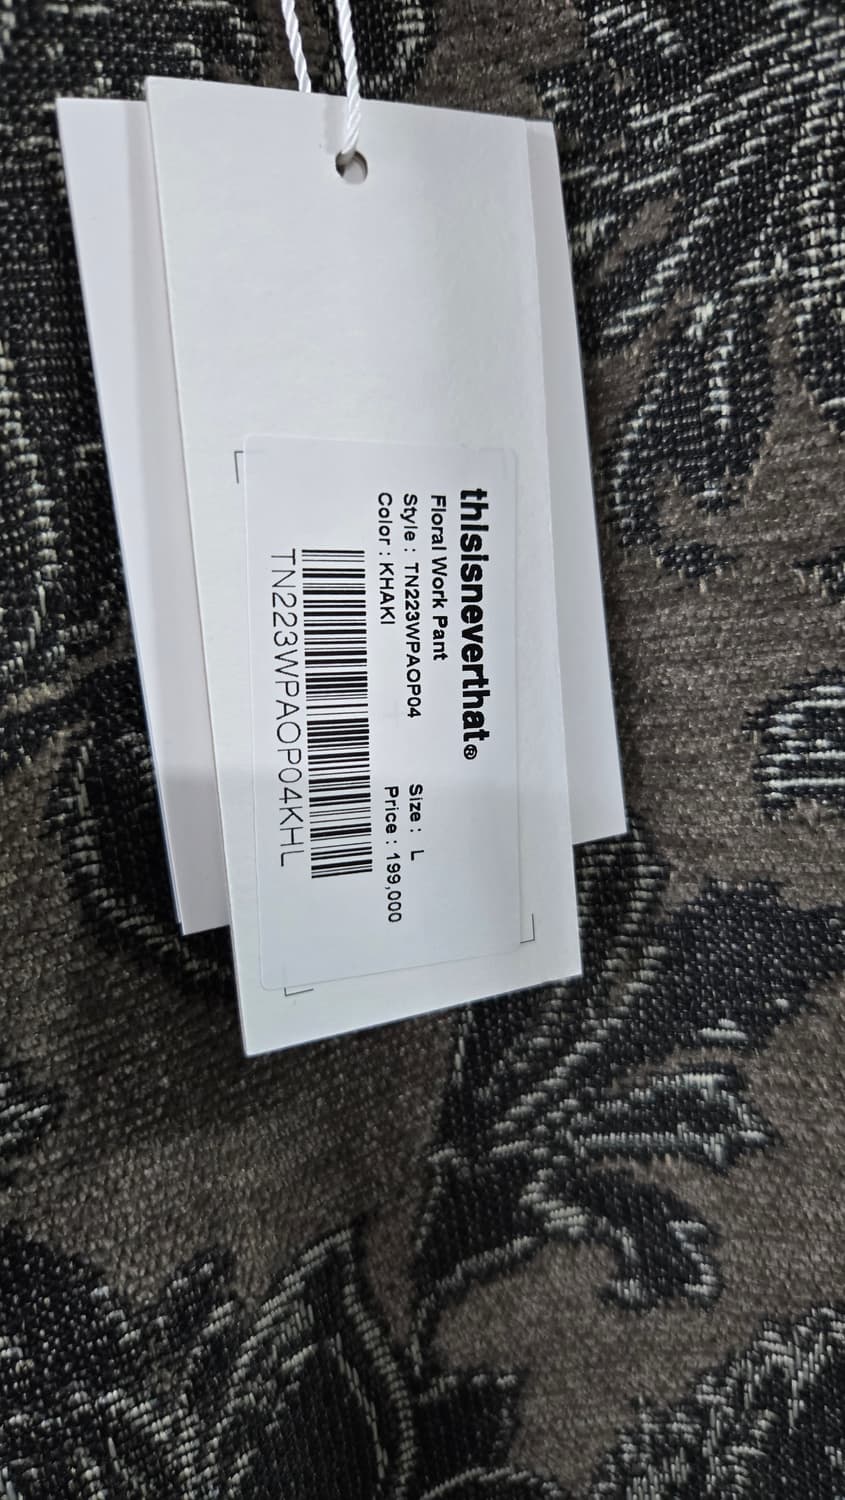 thisisneverthat®
Floral Work Pant
Style : TN223WPAOP04 Size : L
Color : KHAKI Price : 199,000
TN223WPAOP04KHL